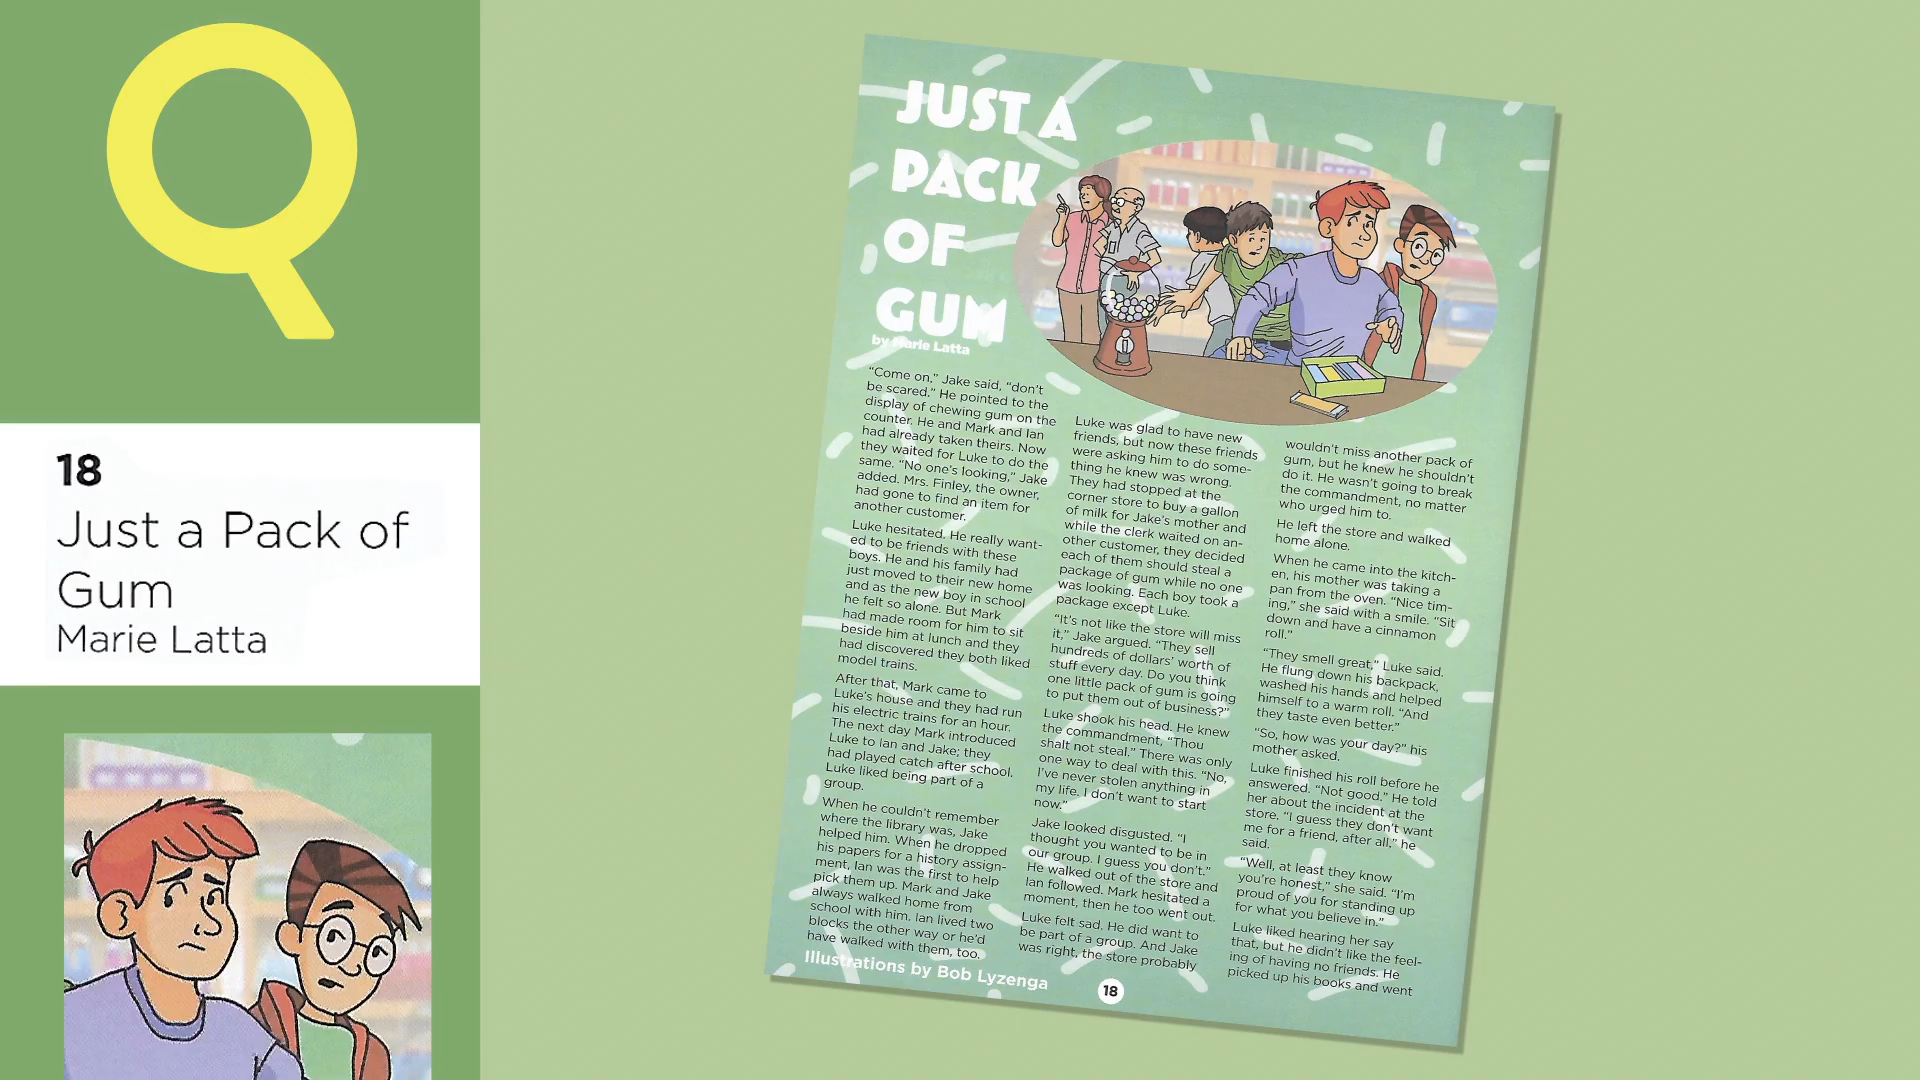 Q
18
Just a Pack of
Gum
Marie Latta
JUST A
PACK
OF
GUM
by Marie Latta
“Come on,” Jake said, “don’t
be scared.” He pointed to the
display of chewing gum on the
counter. He and Mark and Ian
had already taken theirs. Now
they waited for Luke to do the
same. “No one’s looking,” Jake
added. Mrs. Finley, the owner,
had gone to find an item for
another customer.
Luke hesitated. He really want-
ed to be friends with these
boys. He and his family had
just moved to their new home
and as the new boy in school
he felt so alone. But Mark
had made room for him to sit
beside him at lunch and they
had discovered they both liked
model trains.
After that, Mark came to
Luke’s house and they had run
his electric trains for an hour.
The next day Mark introduced
Luke to Ian and Jake; they
had played catch after school.
Luke liked being part of a
group.
When he couldn’t remember
where the library was, Jake
helped him. When he dropped
his papers for a history assign-
ment, Ian was the first to help
pick them up. Mark and Jake
always walked home from
school with him. Ian lived two
blocks the other way or he’d
have walked with them, too.
Luke was glad to have new
friends, but now these friends
were asking him to do some-
thing he knew was wrong.
They had stopped at the
corner store to buy a gallon
of milk for Jake’s mother and
while the clerk waited on an-
other customer, they decided
each of them should steal a
package of gum while no one
was looking. Each boy took a
package except Luke.
“It’s not like the store will miss
it,” Jake argued. “They sell
hundreds of dollars’ worth of
stuff every day. Do you think
one little pack of gum is going
to put them out of business?”
Luke shook his head. He knew
the commandment, “Thou
shalt not steal.” There was only
one way to deal with this. “No,
I’ve never stolen anything in
my life. I don’t want to start
now.”
Jake looked disgusted. “I
thought you wanted to be in
our group. I guess you don’t.”
He walked out of the store and
Ian followed. Mark hesitated a
moment, then he too went out.
Luke felt sad. He did want to
be part of a group. And Jake
was right, the store probably
wouldn’t miss another pack of
gum, but he knew he shouldn’t
do it. He wasn’t going to break
the commandment, no matter
who urged him to.
He left the store and walked
home alone.
When he came into the kitch-
en, his mother was taking a
pan from the oven. “Nice tim-
ing,” she said with a smile. “Sit
down and have a cinnamon
roll.”
“They smell great,” Luke said.
He flung down his backpack,
washed his hands and helped
himself to a warm roll. “And
they taste even better.”
“So, how was your day?” his
mother asked.
Luke finished his roll before he
answered. “Not good.” He told
her about the incident at the
store. “I guess they don’t want
me for a friend, after all,” he
said.
“Well, at least they know
you’re honest,” she said. “I’m
proud of you for standing up
for what you believe in.”
Luke liked hearing her say
that, but he didn’t like the feel-
ing of having no friends. He
picked up his books and went
Illustrations by Bob Lyzenga
18